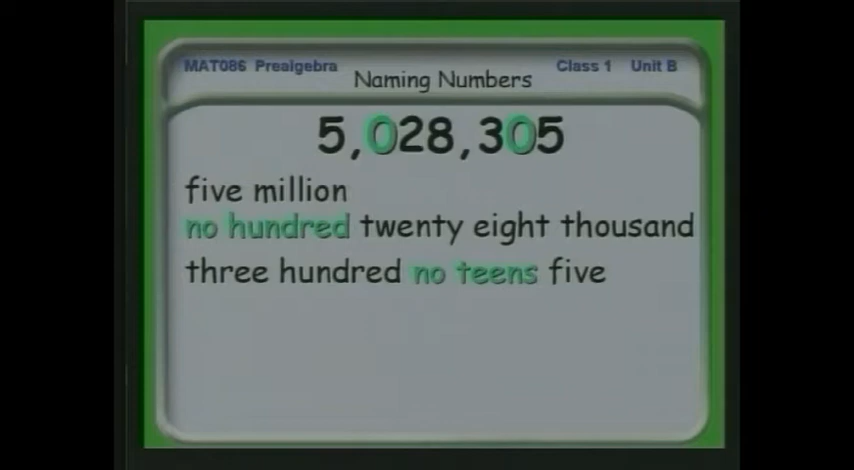 MAT086 Prealgebra
Naming Numbers
Class 1 Unit B
5,028,305
five million
no hundred twenty eight thousand
three hundred no teens five